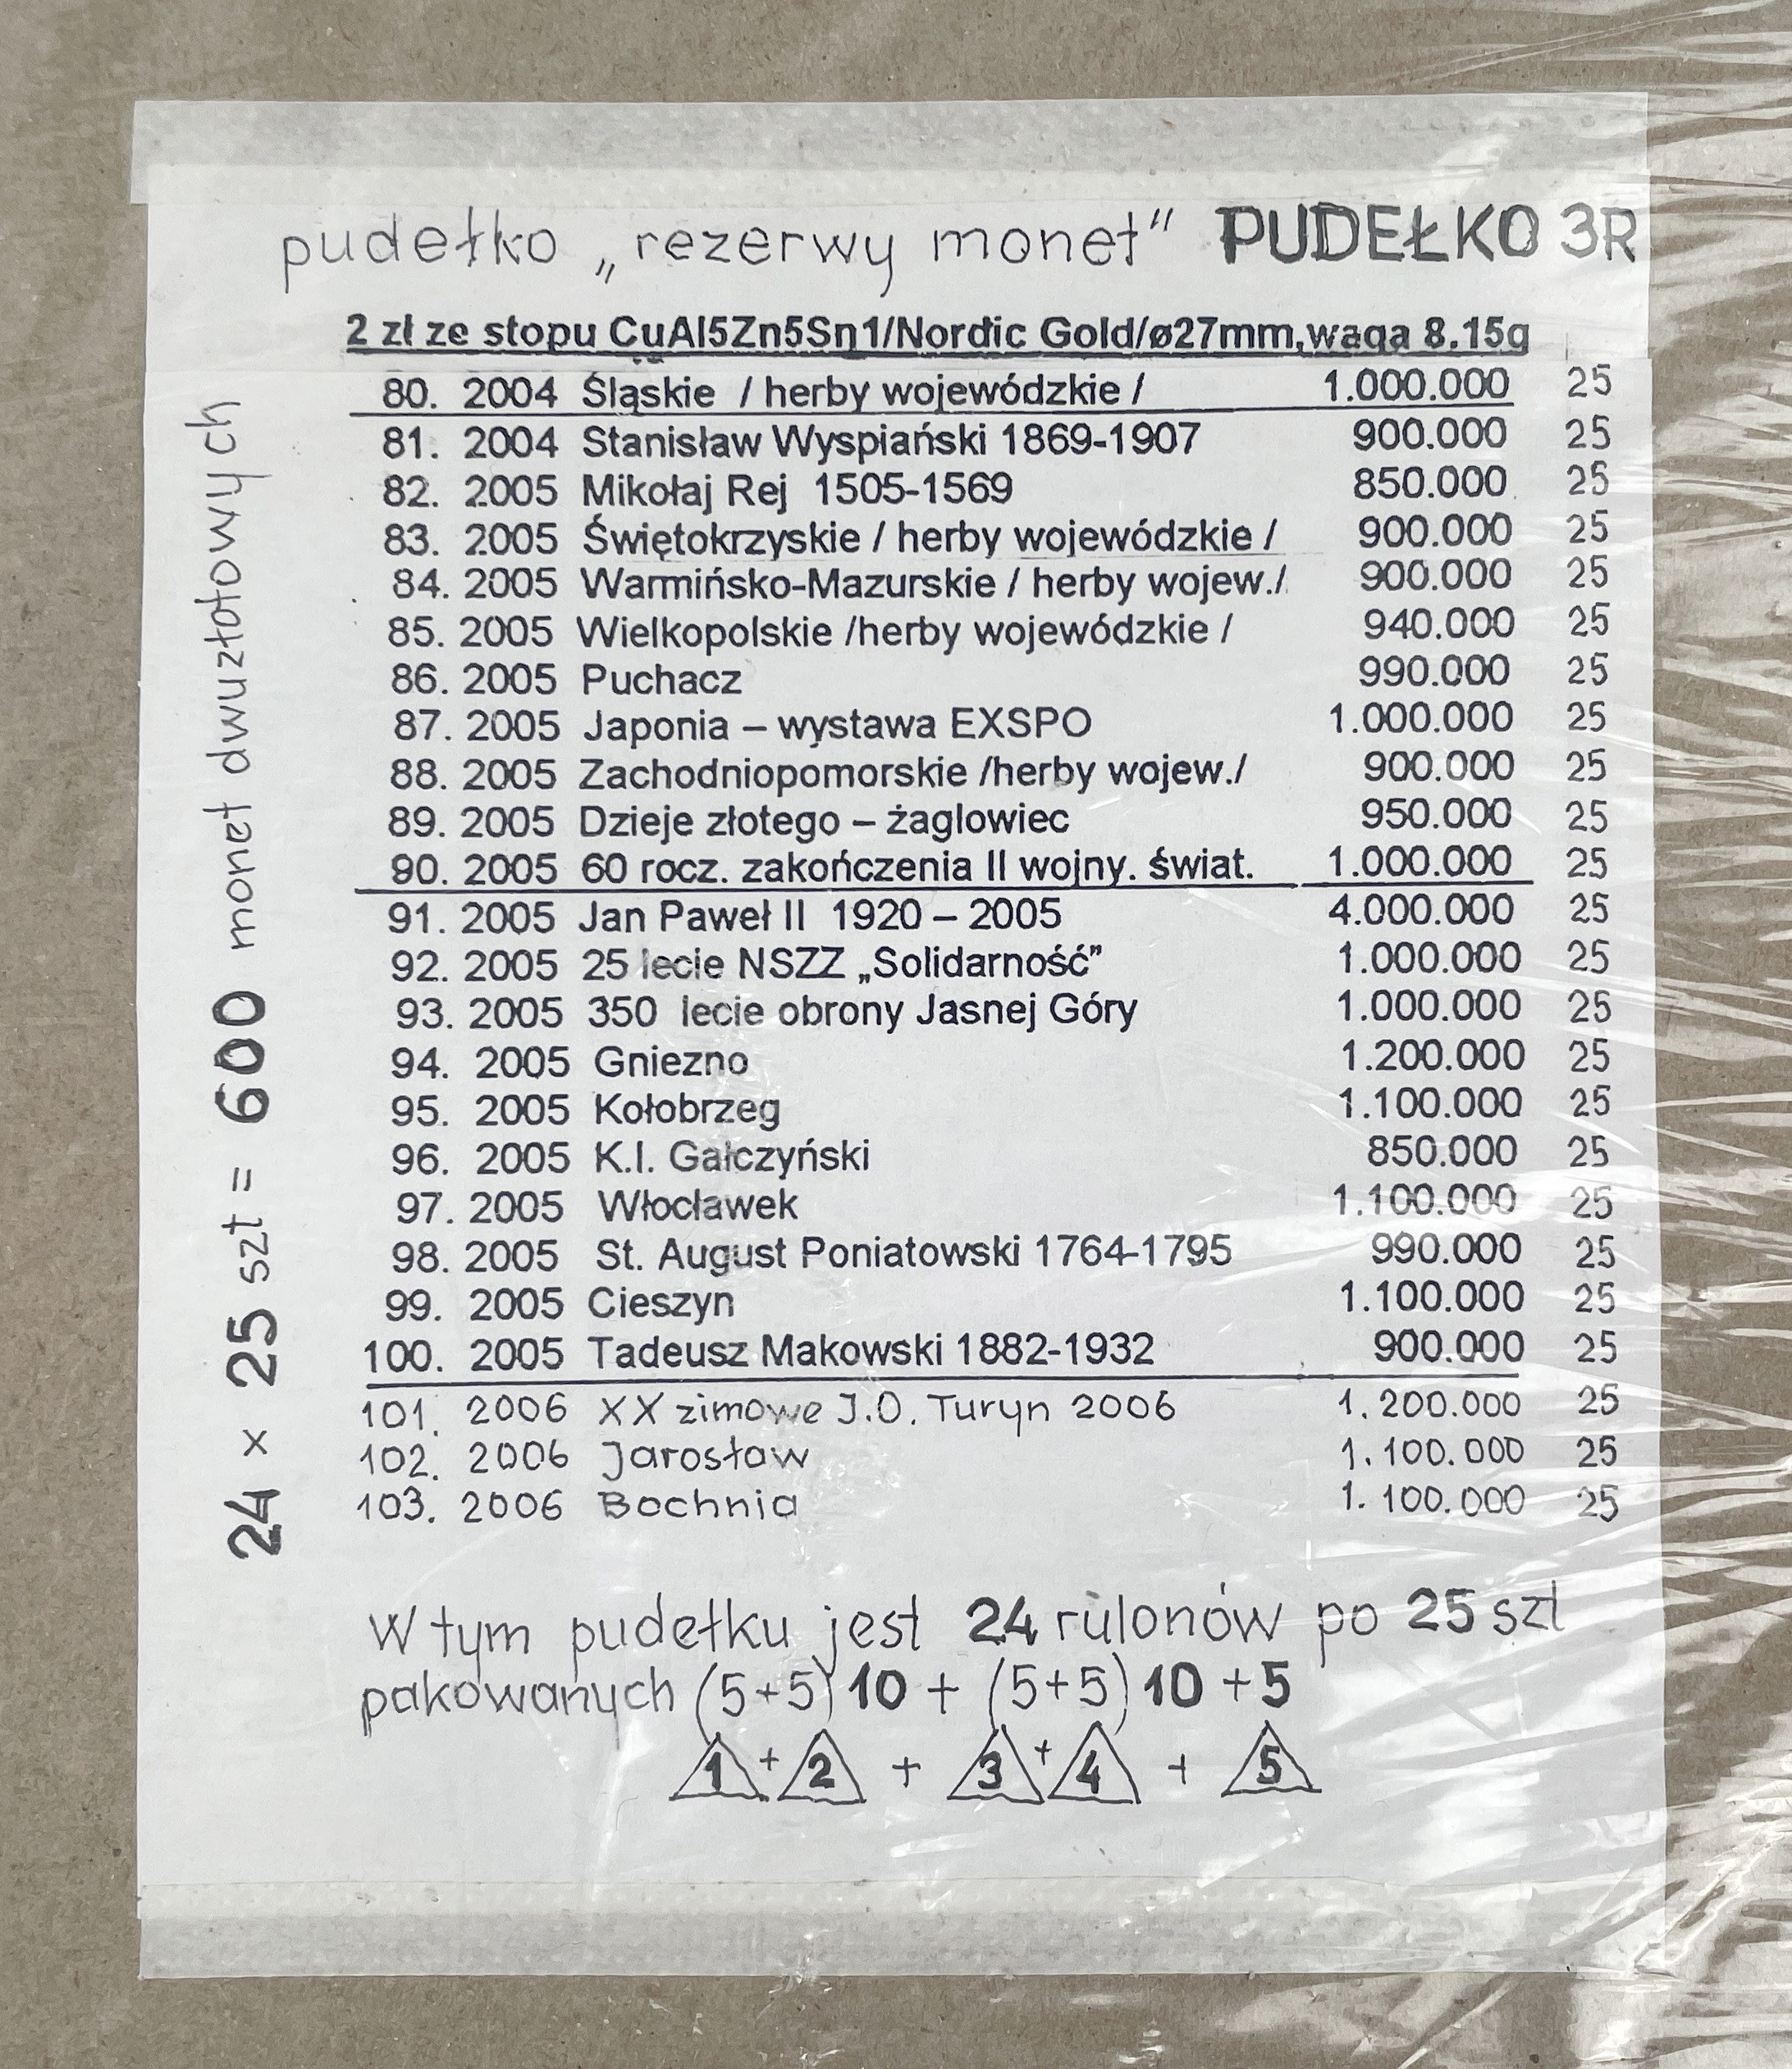 pudełko „rezerwy monet” PUDEŁKO 3R
2 zł ze stopu CuAl5Zn5Sn1/Nordic Gold/ø27mm,waga 8.15g
80. 2004 Śląskie / herby wojewódzkie / 1.000.000 25
81. 2004 Stanisław Wyspiański 1869-1907 900.000 25
82. 2005 Mikołaj Rej 1505-1569 850.000 25
83. 2005 Świętokrzyskie / herby wojewódzkie / 900.000 25
84. 2005 Warmińsko-Mazurskie / herby wojew./ 900.000 25
85. 2005 Wielkopolskie /herby wojewódzkie / 940.000 25
86. 2005 Puchacz 990.000 25
87. 2005 Japonia – wystawa EXSPO 1.000.000 25
88. 2005 Zachodniopomorskie /herby wojew./ 900.000 25
89. 2005 Dzieje złotego – żaglowiec 950.000 25
90. 2005 60 rocz. zakończenia II wojny. świat. 1.000.000 25
91. 2005 Jan Paweł II 1920 – 2005 4.000.000 25
92. 2005 25 lecie NSZZ „Solidarność” 1.000.000 25
93. 2005 350 lecie obrony Jasnej Góry 1.000.000 25
94. 2005 Gniezno 1.200.000 25
95. 2005 Kołobrzeg 1.100.000 25
96. 2005 K.I. Gałczyński 850.000 25
97. 2005 Włocławek 1.100.000 25
98. 2005 St. August Poniatowski 1764-1795 990.000 25
99. 2005 Cieszyn 1.100.000 25
100. 2005 Tadeusz Makowski 1882-1932 900.000 25
101. 2006 XX zimowe I.O. Turyn 2006 1.200.000 25
102. 2006 Jarosław 1.100.000 25
103. 2006 Bochnia 1.100.000 25
24 x 25 szt = 600 monet dwuzłotowych
W tym pudełku jest 24 rulonów po 25 szt
pakowanych (5+5) 10 + (5+5) 10 + 5
1 + 2 + 3 + 4 + 5